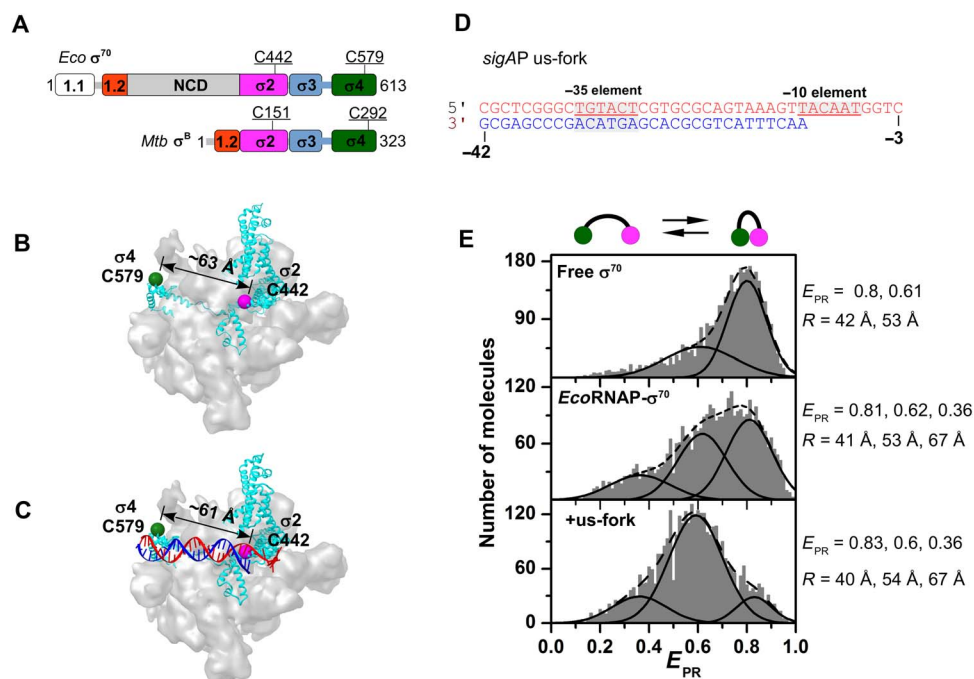 A
Eco σ⁷⁰
C442
C579
1
1.1
1.2
NCD
σ2
σ3
σ4
613
C151
C292
Mtb σᴮ
1
1.2
σ2
σ3
σ4
323
B
σ4
C579
~63 Å
σ2
C442
C
σ4
C579
~61 Å
σ2
C442
D
sigAP us-fork
−35 element
−10 element
5' CGCTCGGGCTGTACTCGTGCGCAGTAAAGTTACAATGGTC
3' GCGAGCCCGACATGAGCACGCGTCATTTCAA
−42
−3
E
Number of molecules
180
90
Free σ⁷⁰
E_PR = 0.8, 0.61
R = 42 Å, 53 Å
120
60
EcoRNAP-σ⁷⁰
E_PR = 0.81, 0.62, 0.36
R = 41 Å, 53 Å, 67 Å
120
60
0
+us-fork
E_PR = 0.83, 0.6, 0.36
R = 40 Å, 54 Å, 67 Å
0.0 0.2 0.4 0.6 0.8 1.0
E_PR